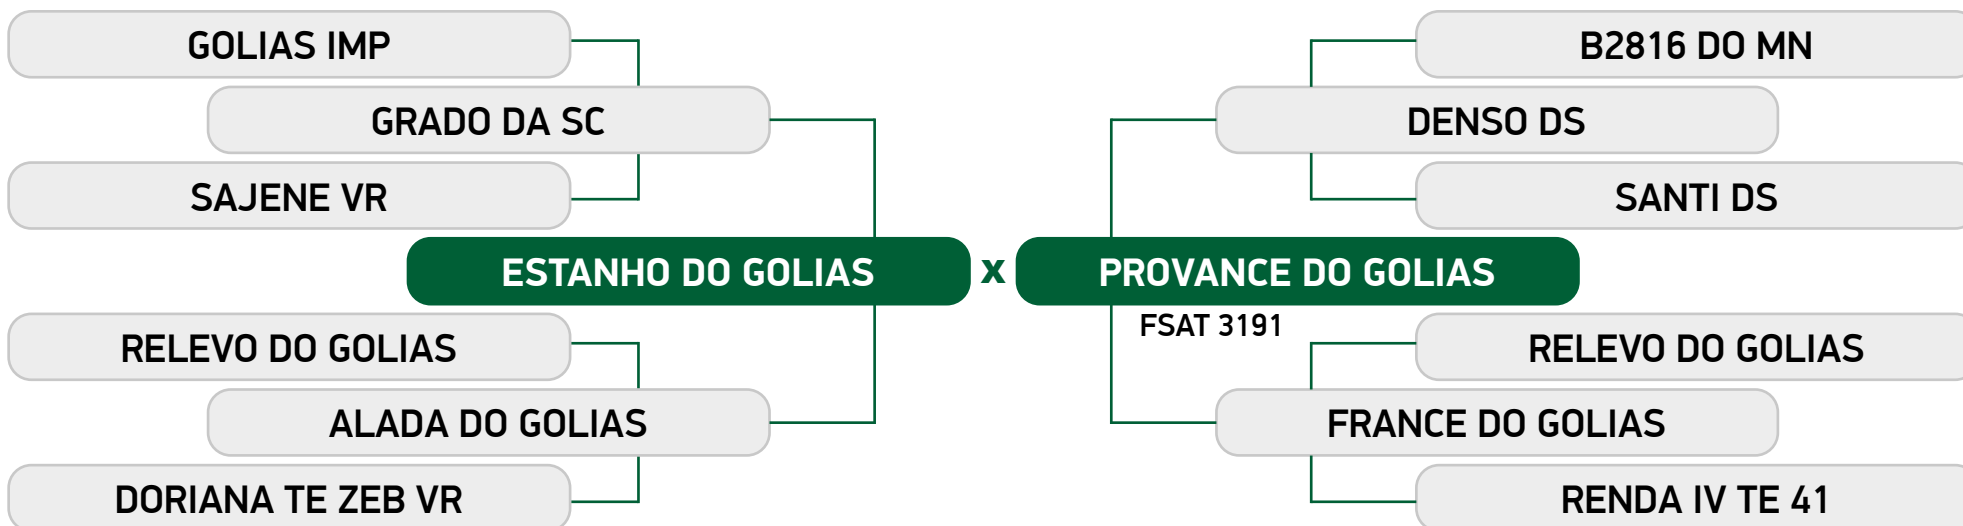 GOLIAS IMP
B2816 DO MN
GRADO DA SC
DENSO DS
SAJENE VR
SANTI DS
ESTANHO DO GOLIAS x PROVANCE DO GOLIAS
FSAT 3191
RELEVO DO GOLIAS
RELEVO DO GOLIAS
ALADA DO GOLIAS
FRANCE DO GOLIAS
DORIANA TE ZEB VR
RENDA IV TE 41